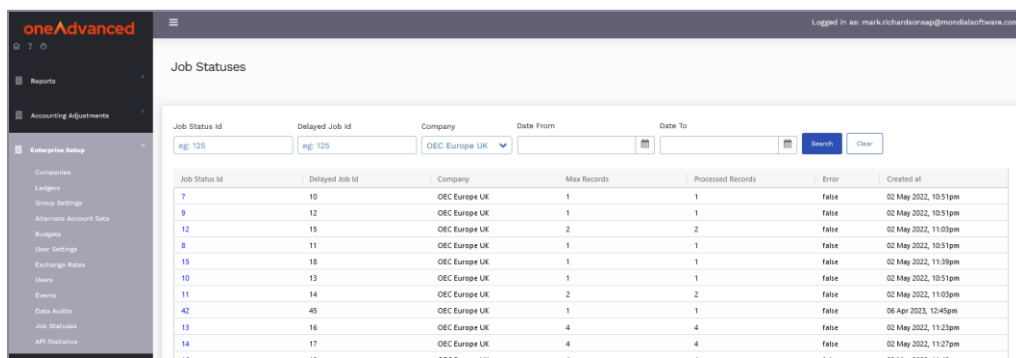 oneAdvanced
Logged in as: mark.richardsonsap@mondialsoftware.com
Reports
Accounting Adjustments
Enterprise Setup
Companies
Ledgers
Group Settings
Alternate Account Sets
Budgets
User Settings
Exchange Rates
Users
Events
Data Audits
Job Statuses
API Statistics
Job Statuses
Job Status Id Delayed Job Id Company Date From Date To
eg: 125 eg: 125 OEC Europe UK Search Clear
Job Status Id Delayed Job Id Company Max Records Processed Records Error Created at
7 10 OEC Europe UK 1 1 false 02 May 2022, 10:51pm
9 12 OEC Europe UK 1 1 false 02 May 2022, 10:51pm
12 15 OEC Europe UK 2 2 false 02 May 2022, 11:03pm
8 11 OEC Europe UK 1 1 false 02 May 2022, 10:51pm
15 18 OEC Europe UK 1 1 false 02 May 2022, 11:39pm
10 13 OEC Europe UK 1 1 false 02 May 2022, 10:51pm
11 14 OEC Europe UK 2 2 false 02 May 2022, 11:03pm
42 45 OEC Europe UK 1 1 false 06 Apr 2023, 12:45pm
13 16 OEC Europe UK 4 4 false 02 May 2022, 11:23pm
14 17 OEC Europe UK 4 4 false 02 May 2022, 11:27pm